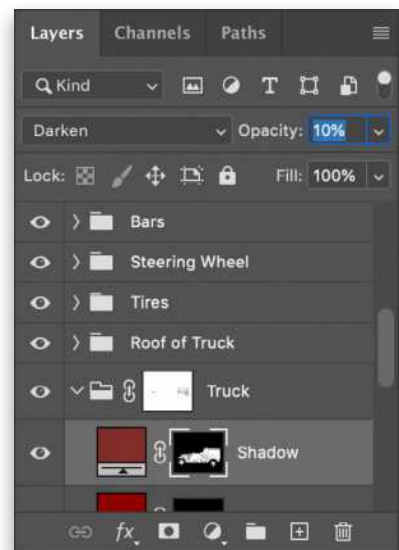 Layers Channels Paths
Kind T
Darken Opacity: 10%
Lock: Fill: 100%
Bars
Steering Wheel
Tires
Roof of Truck
Truck
Shadow
fx